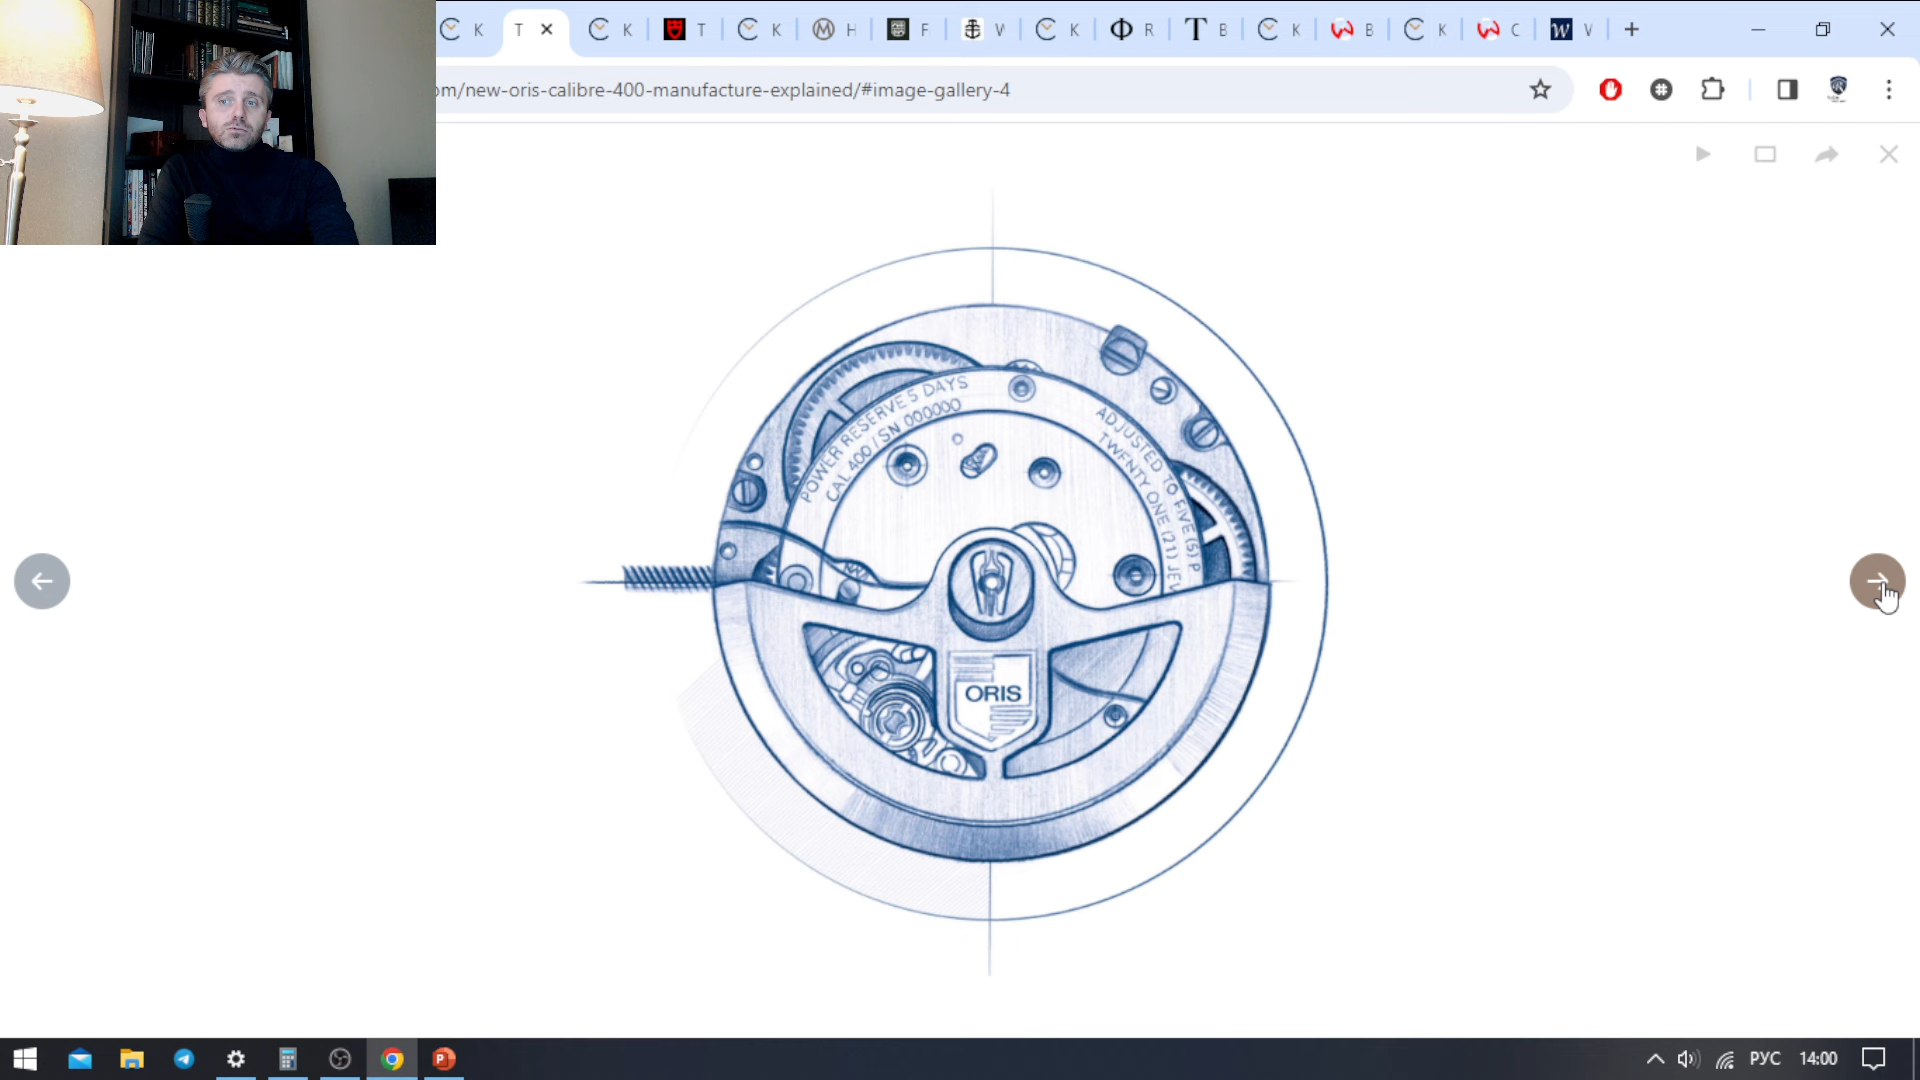 K
T
K
T
K
H
F
V
K
R
B
K
B
K
C
V
om/new-oris-calibre-400-manufacture-explained/#image-gallery-4
POWER RESERVE 5 DAYS
CAL 400 / SN 000000
ADJUSTED TO FIVE (5) P
TWENTY ONE (21) JEV
ORIS
РУС
14:00